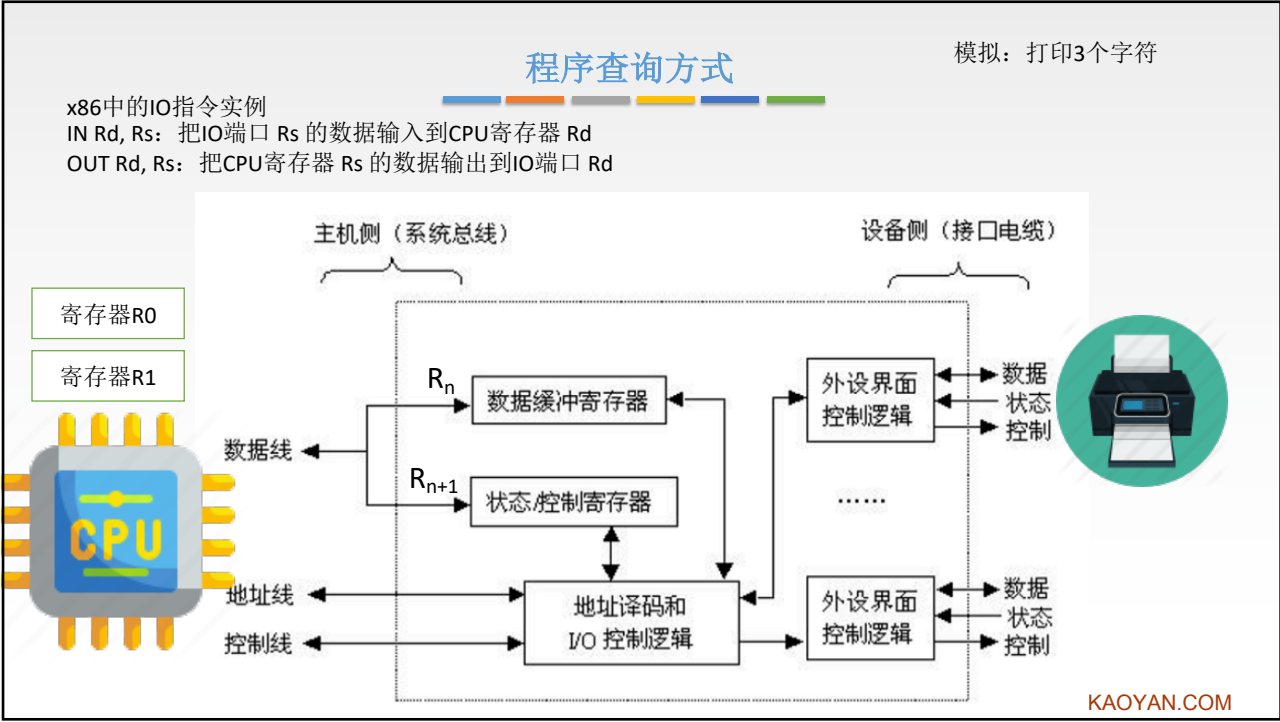 模拟：打印3个字符
程序查询方式
x86中的IO指令实例
IN Rd, Rs：把IO端口 Rs 的数据输入到CPU寄存器 Rd
OUT Rd, Rs：把CPU寄存器 Rs 的数据输出到IO端口 Rd
主机侧（系统总线）
设备侧（接口电缆）
寄存器R0
寄存器R1
Rn
数据缓冲寄存器
外设界面
控制逻辑
数据
状态
控制
数据线
Rn+1
状态/控制寄存器
……
CPU
地址线
控制线
地址译码和
I/O 控制逻辑
外设界面
控制逻辑
数据
状态
控制
KAOYAN.COM